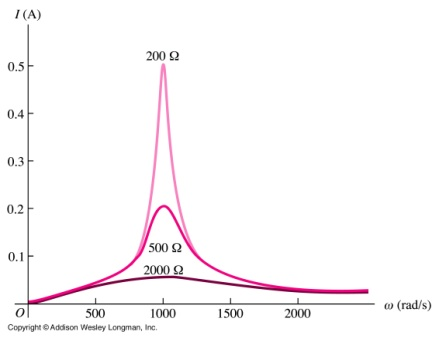 I (A)
200 Ω
0.5
0.4
0.3
0.2
500 Ω
0.1
2000 Ω
O
500
1000
1500
2000
ω (rad/s)
Copyright © Addison Wesley Longman, Inc.